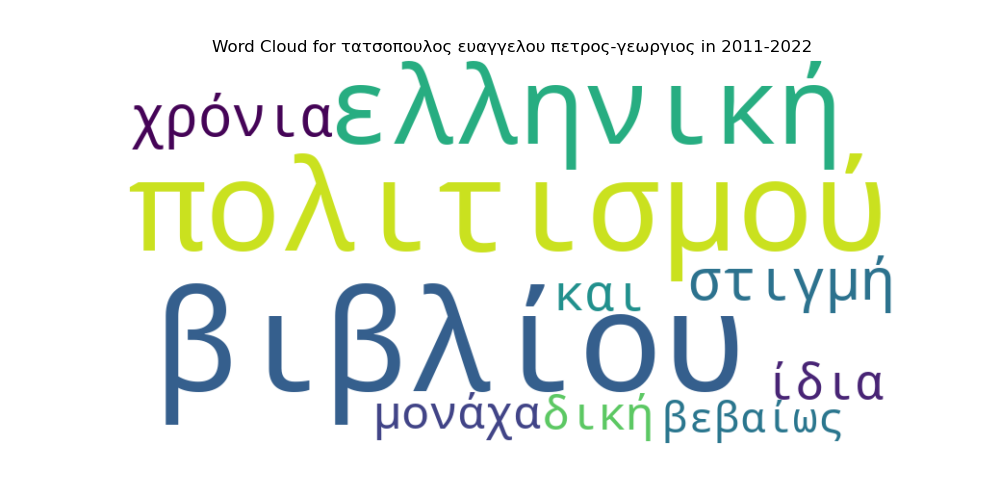 Word Cloud for τατσοπουλος ευαγγελου πετρος-γεωργιος in 2011-2022
χρόνια ελληνική
πολιτισμού
στιγμή
και
βιβλίου
ίδια
μονάχα δική βεβαίως